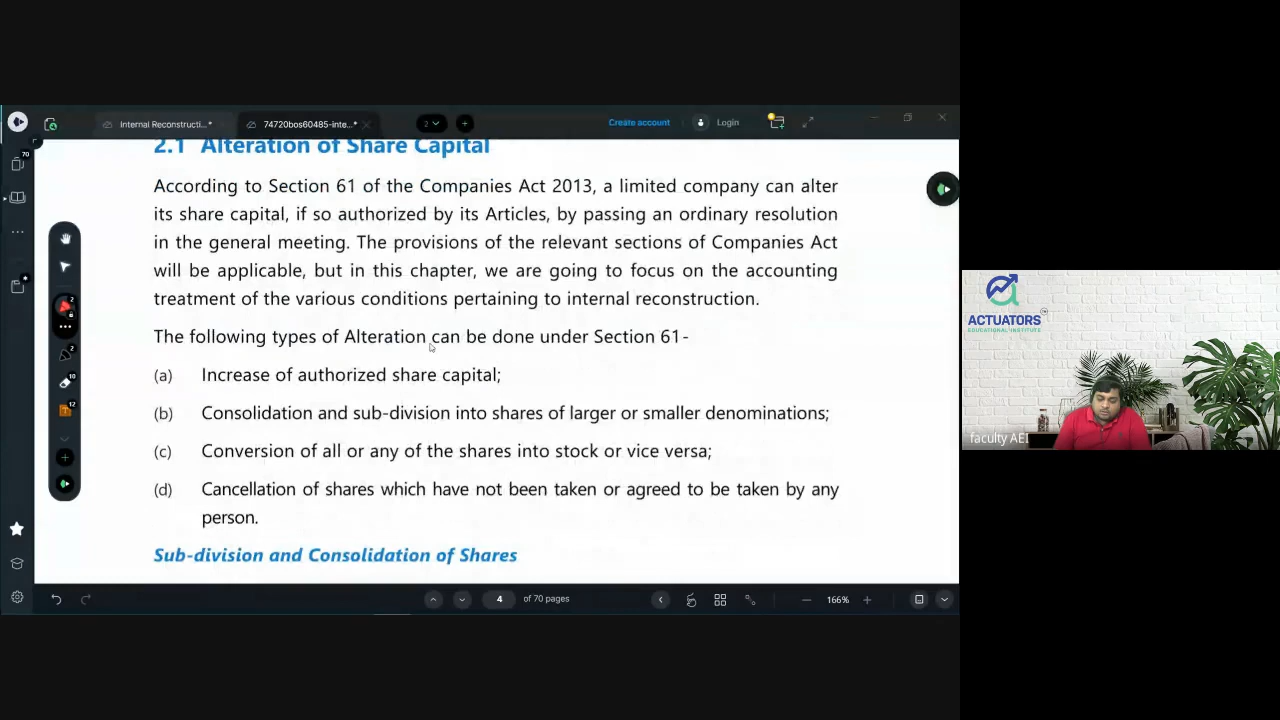 Internal Reconstructi...*
74720bos60485-inte...*
2
Create account
Login
70
2.1 Alteration of Share Capital
According to Section 61 of the Companies Act 2013, a limited company can alter
its share capital, if so authorized by its Articles, by passing an ordinary resolution
in the general meeting. The provisions of the relevant sections of Companies Act
will be applicable, but in this chapter, we are going to focus on the accounting
treatment of the various conditions pertaining to internal reconstruction.
The following types of Alteration can be done under Section 61-
(a) Increase of authorized share capital;
(b) Consolidation and sub-division into shares of larger or smaller denominations;
(c) Conversion of all or any of the shares into stock or vice versa;
(d) Cancellation of shares which have not been taken or agreed to be taken by any
person.
Sub-division and Consolidation of Shares
2
2
10
12
4 of 70 pages
166%
ACTUATORS
EDUCATIONAL INSTITUTE
faculty AEI